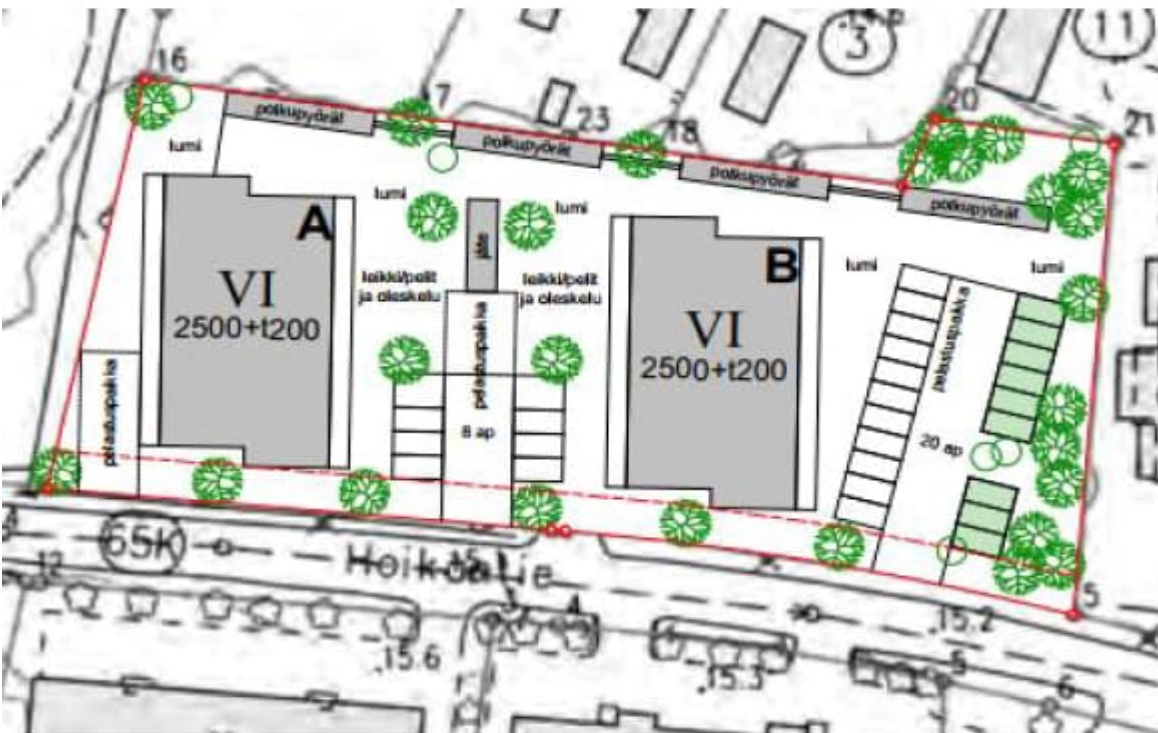 16
7
23
18
3
11
20
21
polkupyörät
polkupyörät
polkupyörät
polkupyörät
lumi
lumi
lumi
lumi
lumi
A
VI
2500+t200
jäte
leikki/pelit
ja oleskelu
leikki/pelit
ja oleskelu
B
VI
2500+t200
pelastuspaikka
pelastuspaikka
8 ap
pelastuspaikka
20 ap
65K
12
15.6
4
15.3
15.2
5
5
6